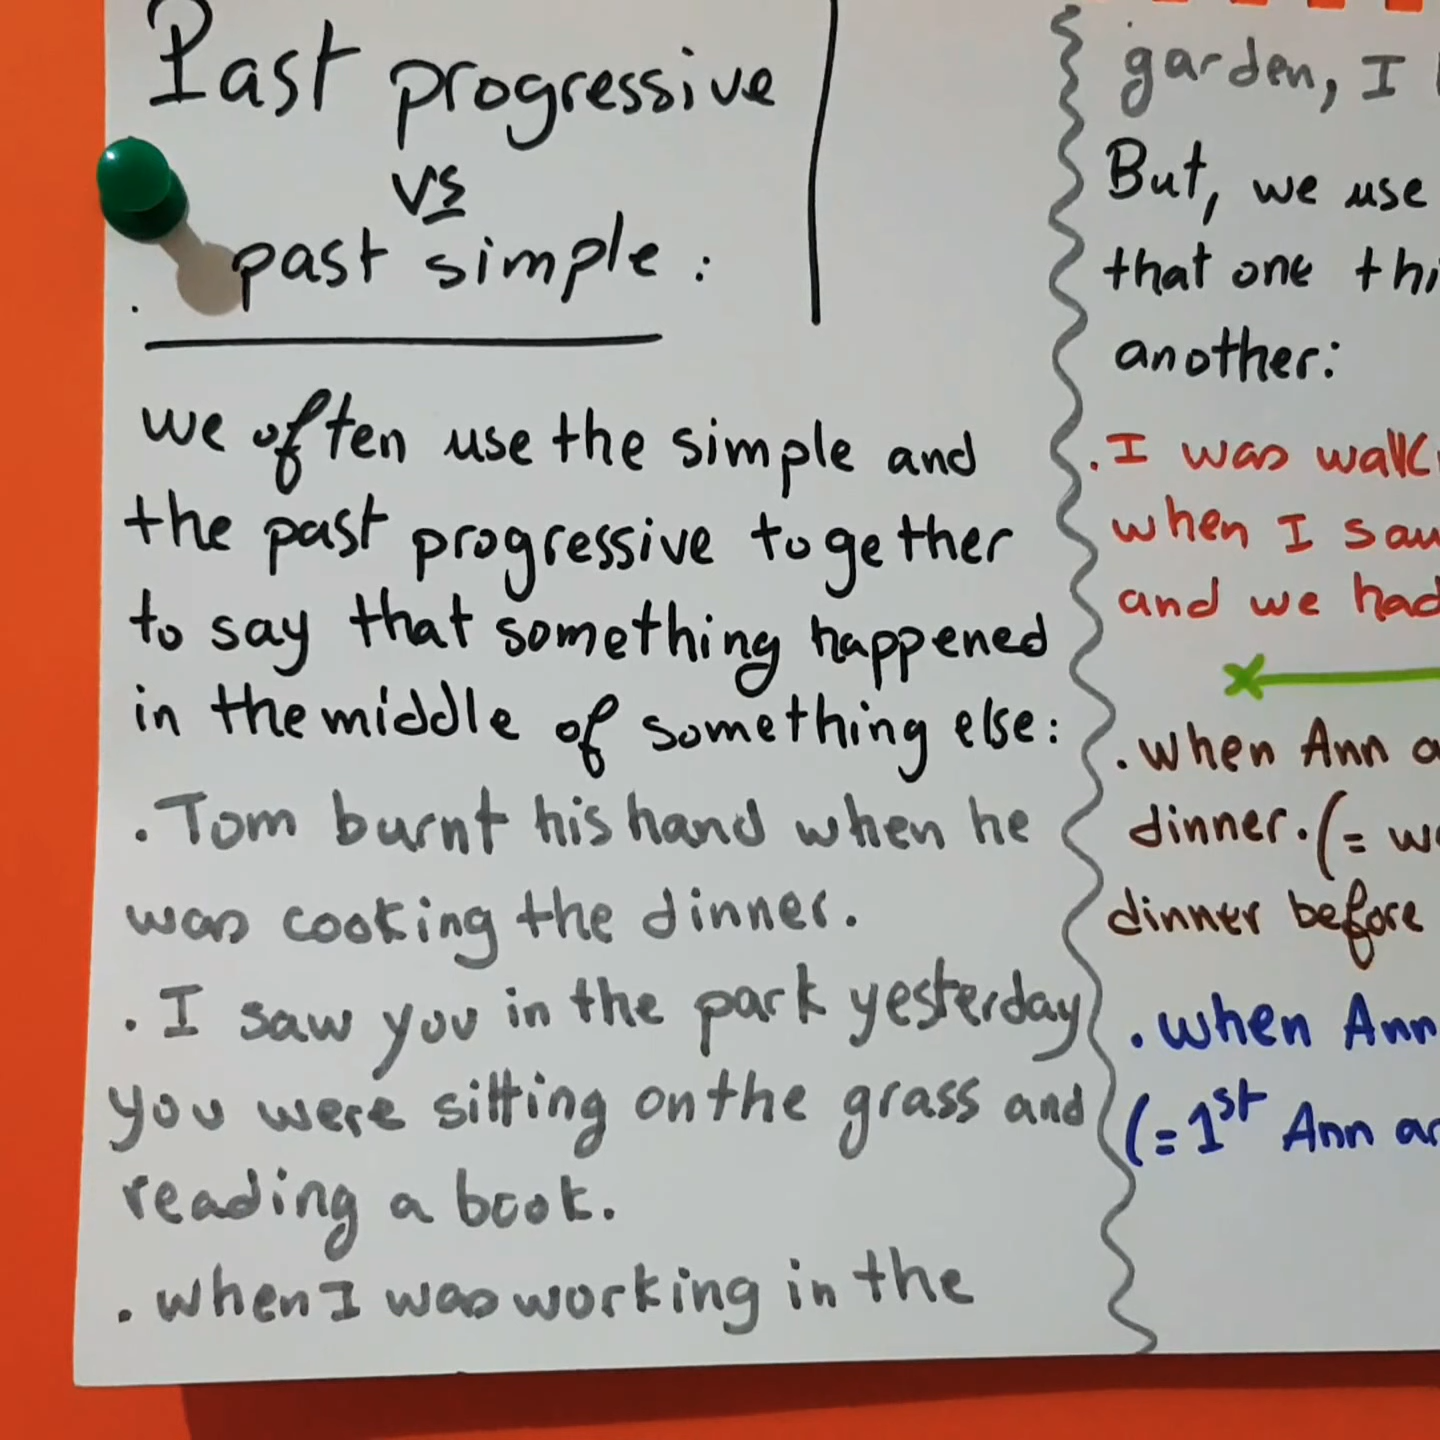 Past progressive
vs
past simple :
we often use the simple and
the past progressive together
to say that something happened
in the middle of something else:
. Tom burnt his hand when he
was cooking the dinner.
. I saw you in the park yesterday
you were sitting on the grass and
reading a book.
. when I was working in the
garden, I
But, we use
that one thi
another:
. I was walk
when I saw
and we had
. when Ann a
dinner. (= w
dinner before
. when Ann
(= 1st Ann ar